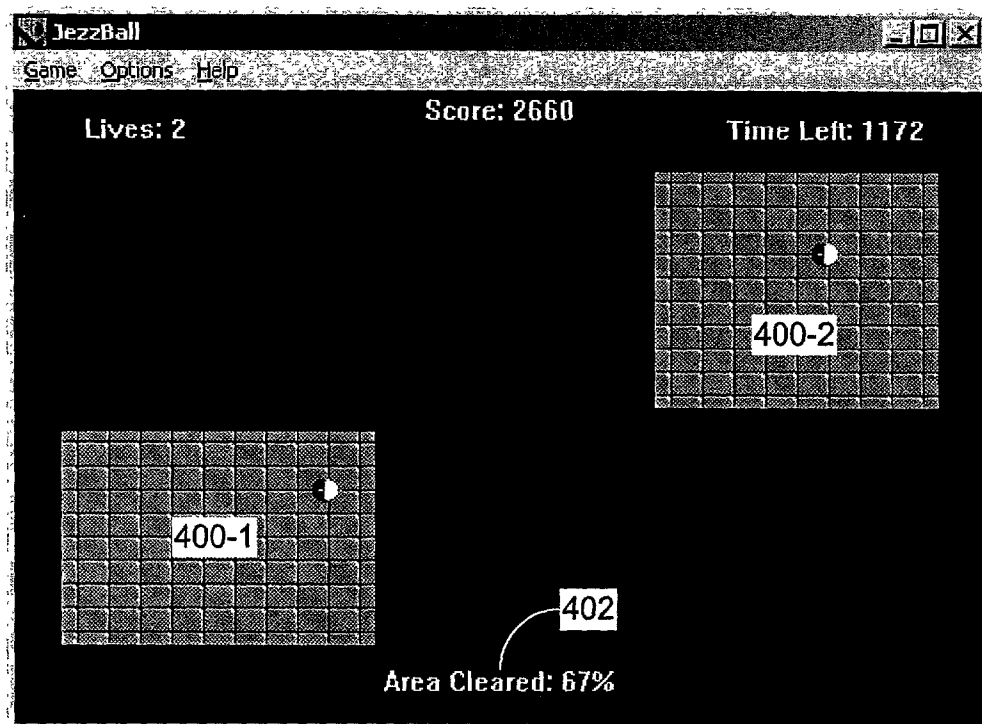 JezzBall
Game Options Help
Score: 2660
Lives: 2
Time Left: 1172
400-2
400-1
402
Area Cleared: 67%